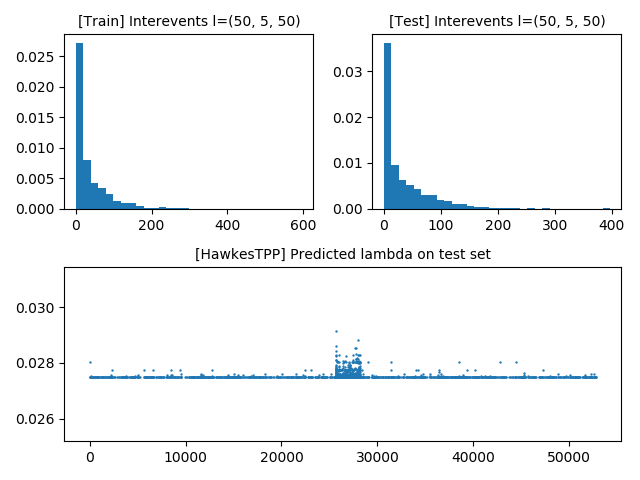 [Train] Interevents l=(50, 5, 50)
0.025
0.020
0.015
0.010
0.005
0.000
0 200 400 600
[Test] Interevents l=(50, 5, 50)
0.03
0.02
0.01
0.00
0 100 200 300 400
[HawkesTPP] Predicted lambda on test set
0.030
0.028
0.026
0 10000 20000 30000 40000 50000